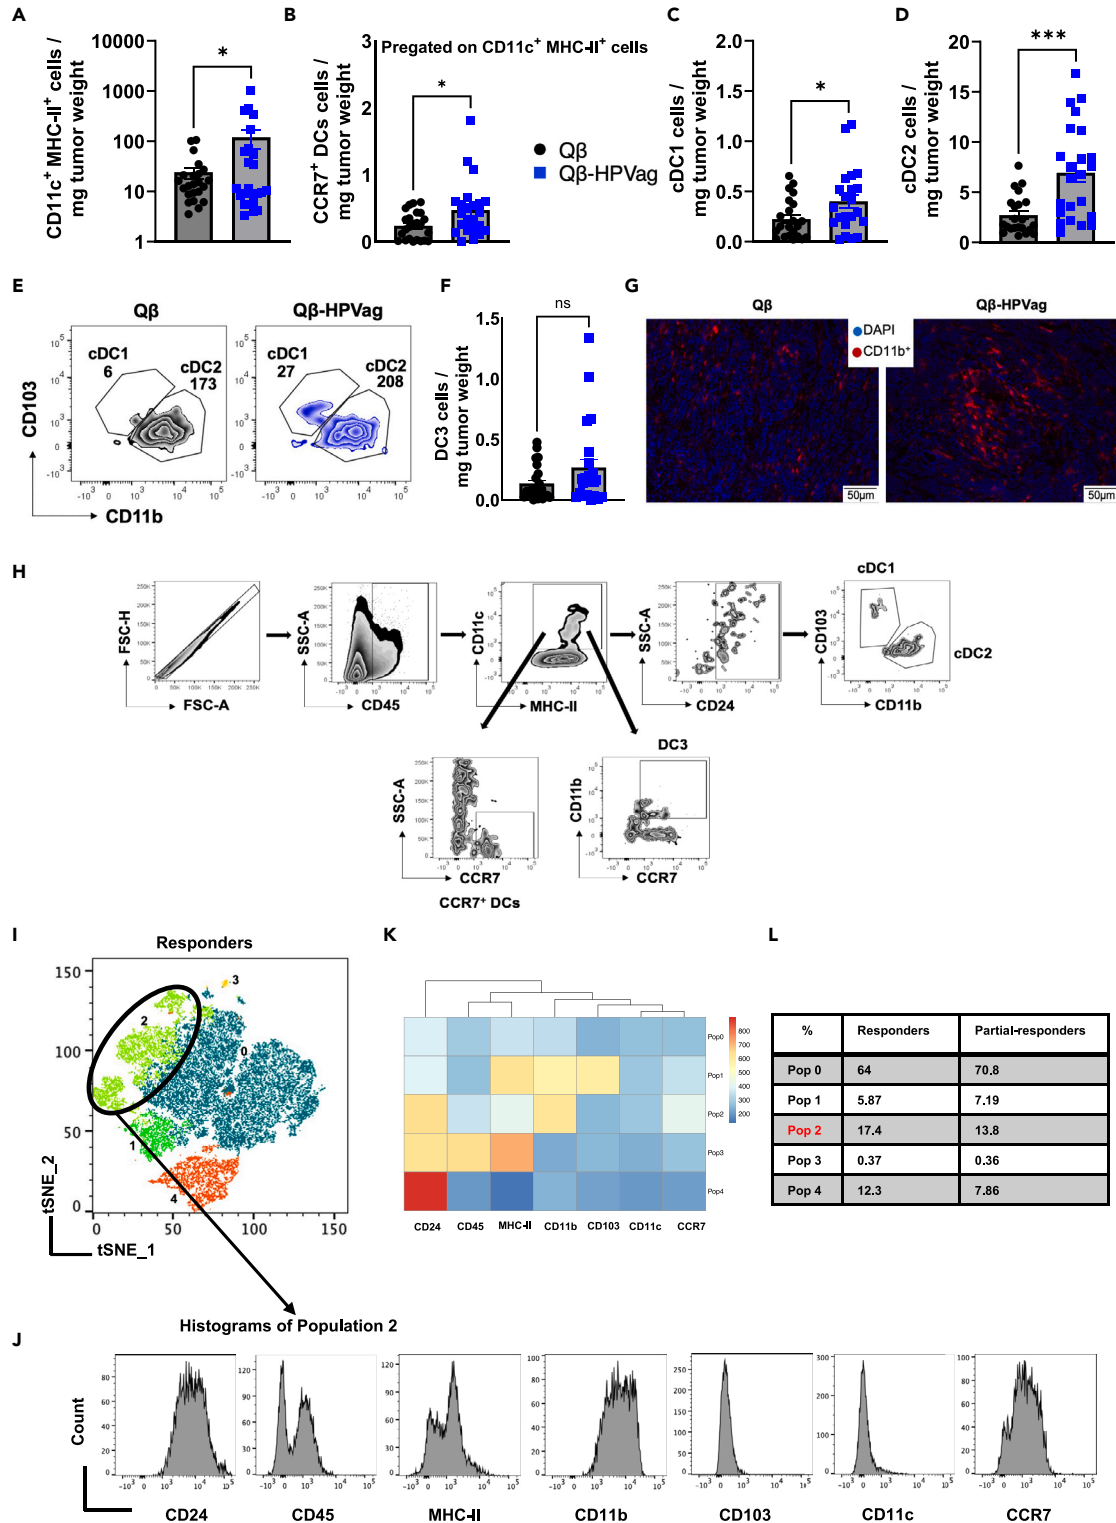 A
CD11c⁺ MHC-II⁺ cells /
mg tumor weight
10000
1000
100
10
1
*
B
Pregated on CD11c⁺ MHC-II⁺ cells
CCR7⁺ DCs cells /
mg tumor weight
3
2
1
0
*
Qβ
Qβ-HPVag
C
cDC1 cells /
mg tumor weight
1.0
0.5
0.0
*
D
cDC2 cells /
mg tumor weight
20
15
10
5
0
***
E
Qβ
Qβ-HPVag
cDC1
6
cDC2
173
cDC1
27
cDC2
208
CD103
CD11b
F
DC3 cells /
mg tumor weight
1.5
1.0
0.5
0.0
ns
G
Qβ
Qβ-HPVag
DAPI
CD11b⁺
50μm
50μm
H
FSC-H
FSC-A
SSC-A
CD45
CD11c
MHC-II
SSC-A
CD24
cDC1
CD103
cDC2
CD11b
SSC-A
CCR7
CCR7⁺ DCs
DC3
CD11b
CCR7
I
Responders
150
100
50
0
0 50 100 150
tSNE_2
tSNE_1
3
2
0
1
4
K
Pop0
Pop1
Pop2
Pop3
Pop4
CD24 CD45 MHC-II CD11b CD103 CD11c CCR7
800
700
600
500
400
300
200
L
% Responders Partial-responders
Pop 0 64 70.8
Pop 1 5.87 7.19
Pop 2 17.4 13.8
Pop 3 0.37 0.36
Pop 4 12.3 7.86
Histograms of Population 2
J
Count
CD24 CD45 MHC-II CD11b CD103 CD11c CCR7